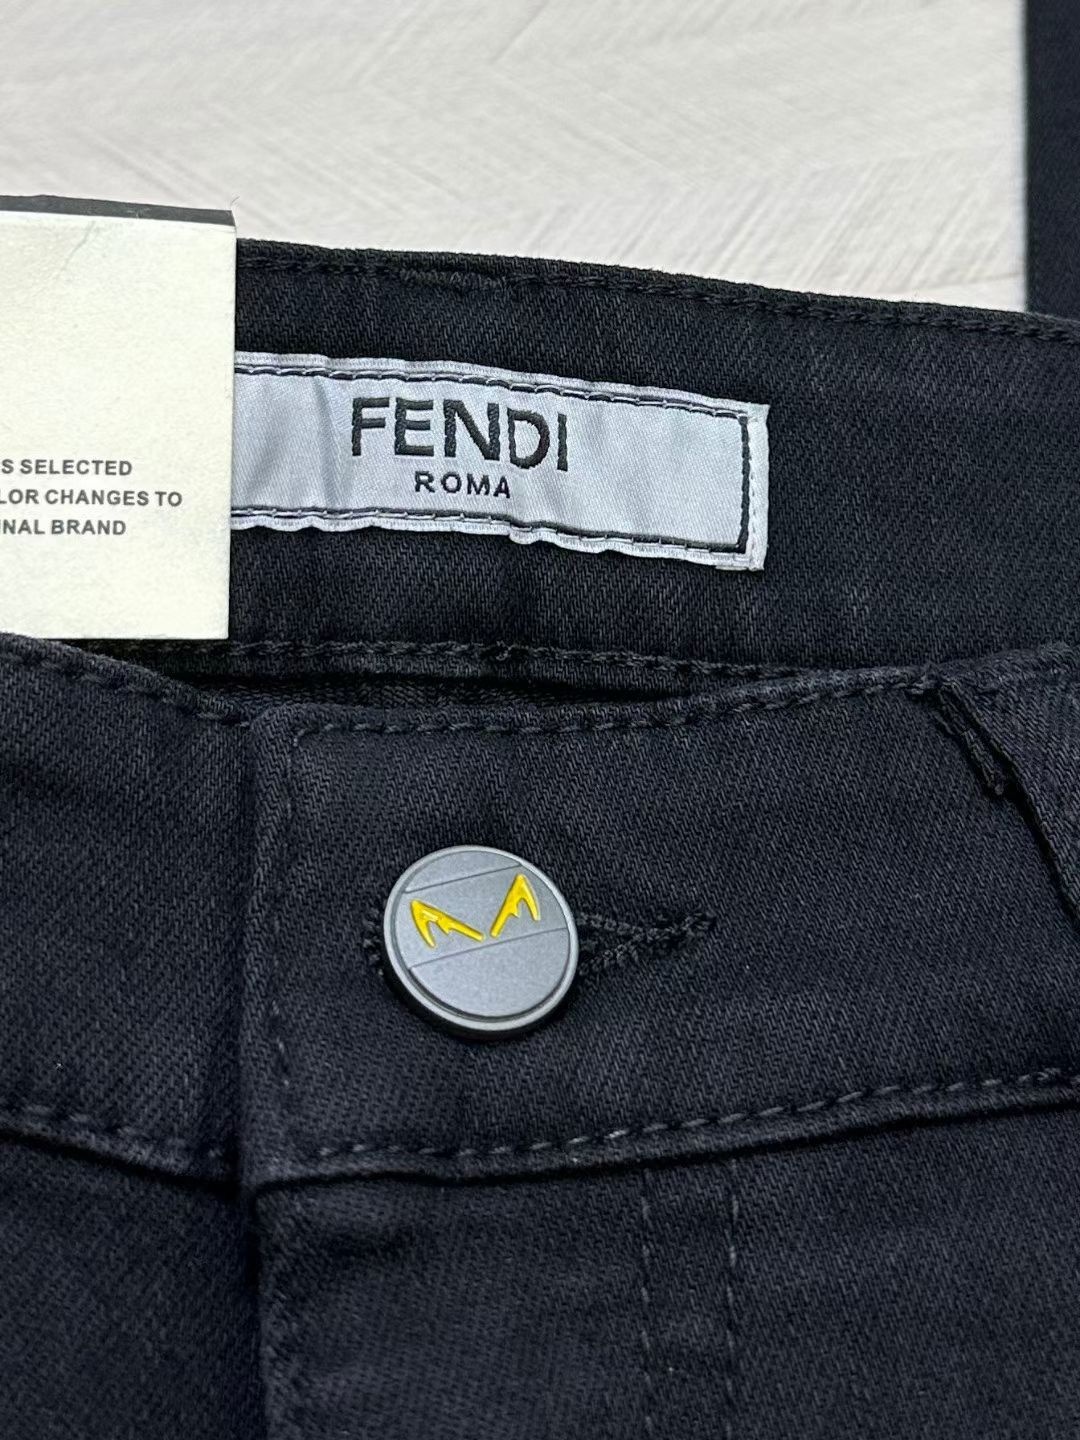 S SELECTED
LOR CHANGES TO
NAL BRAND
FENDI
ROMA